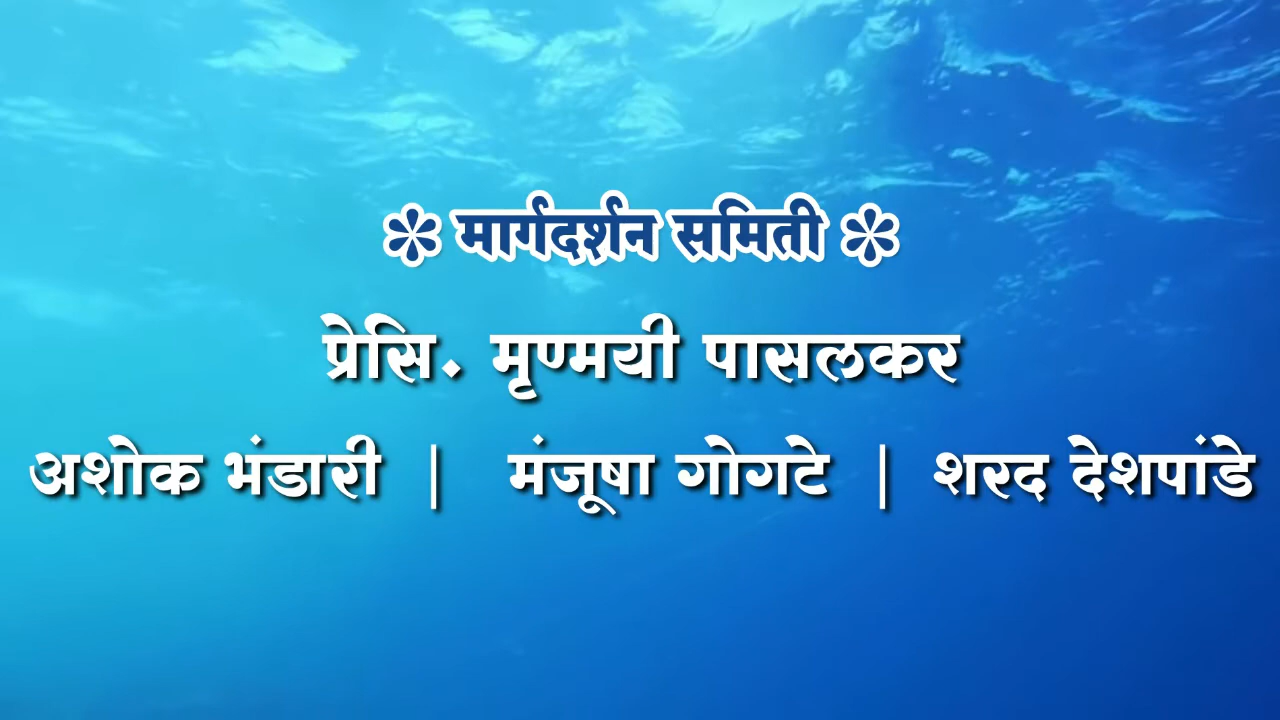 ✽ मार्गदर्शन समिती ✽
प्रेसि. मृण्मयी पासलकर
अशोक भंडारी | मंजूषा गोगटे | शरद देशपांडे